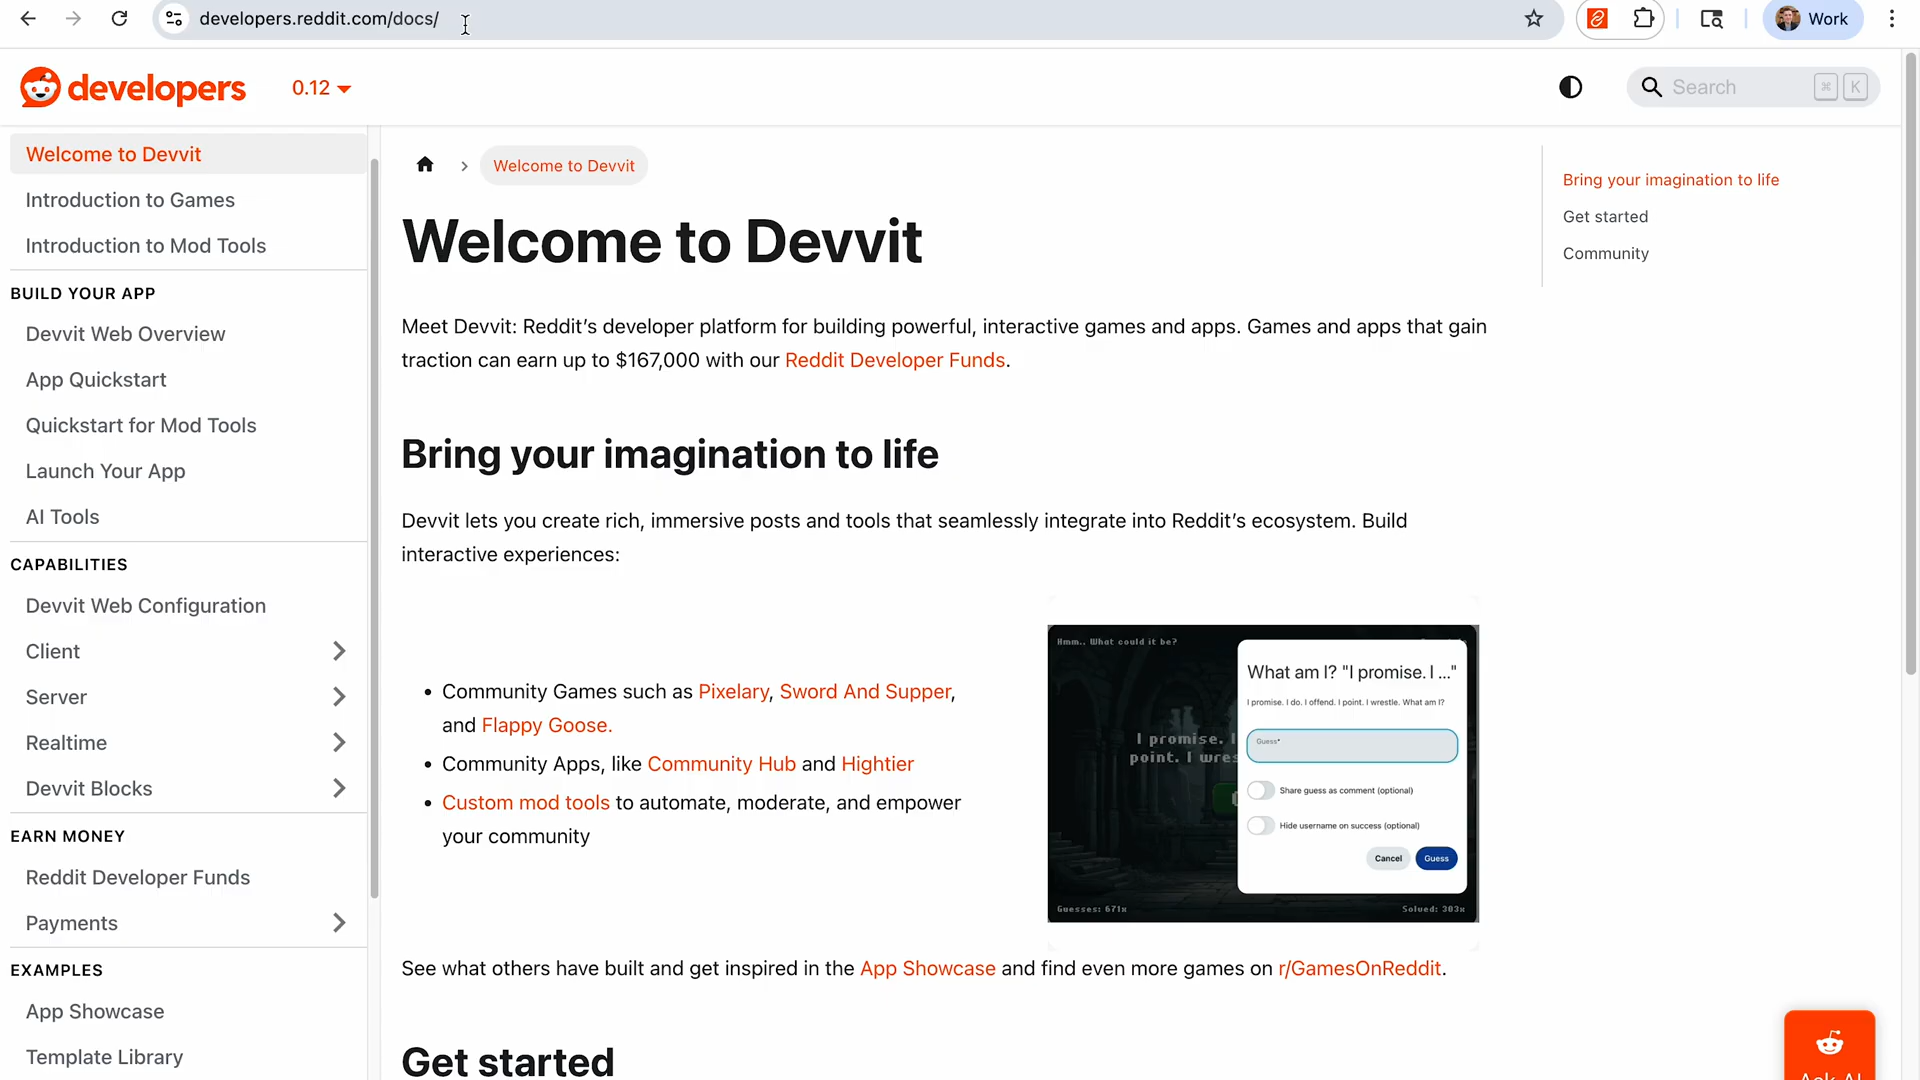 developers.reddit.com/docs/
Work
developers
0.12
Search
⌘ K
Welcome to Devvit
Introduction to Games
Introduction to Mod Tools
BUILD YOUR APP
Devvit Web Overview
App Quickstart
Quickstart for Mod Tools
Launch Your App
AI Tools
CAPABILITIES
Devvit Web Configuration
Client
Server
Realtime
Devvit Blocks
EARN MONEY
Reddit Developer Funds
Payments
EXAMPLES
App Showcase
Template Library
Welcome to Devvit
Welcome to Devvit
Meet Devvit: Reddit’s developer platform for building powerful, interactive games and apps. Games and apps that gain
traction can earn up to $167,000 with our Reddit Developer Funds.
Bring your imagination to life
Devvit lets you create rich, immersive posts and tools that seamlessly integrate into Reddit’s ecosystem. Build
interactive experiences:
• Community Games such as Pixelary, Sword And Supper,
and Flappy Goose.
• Community Apps, like Community Hub and Hightier
• Custom mod tools to automate, moderate, and empower
your community
Hmm.. What could it be?
I promise. I
point. I wres
What am I? "I promise. I ..."
I promise. I do. I offend. I point. I wrestle. What am I?
Guess*
Share guess as comment (optional)
Hide username on success (optional)
Cancel
Guess
Guesses: 671x
Solved: 303x
See what others have built and get inspired in the App Showcase and find even more games on r/GamesOnReddit.
Get started
Bring your imagination to life
Get started
Community
Ask AI